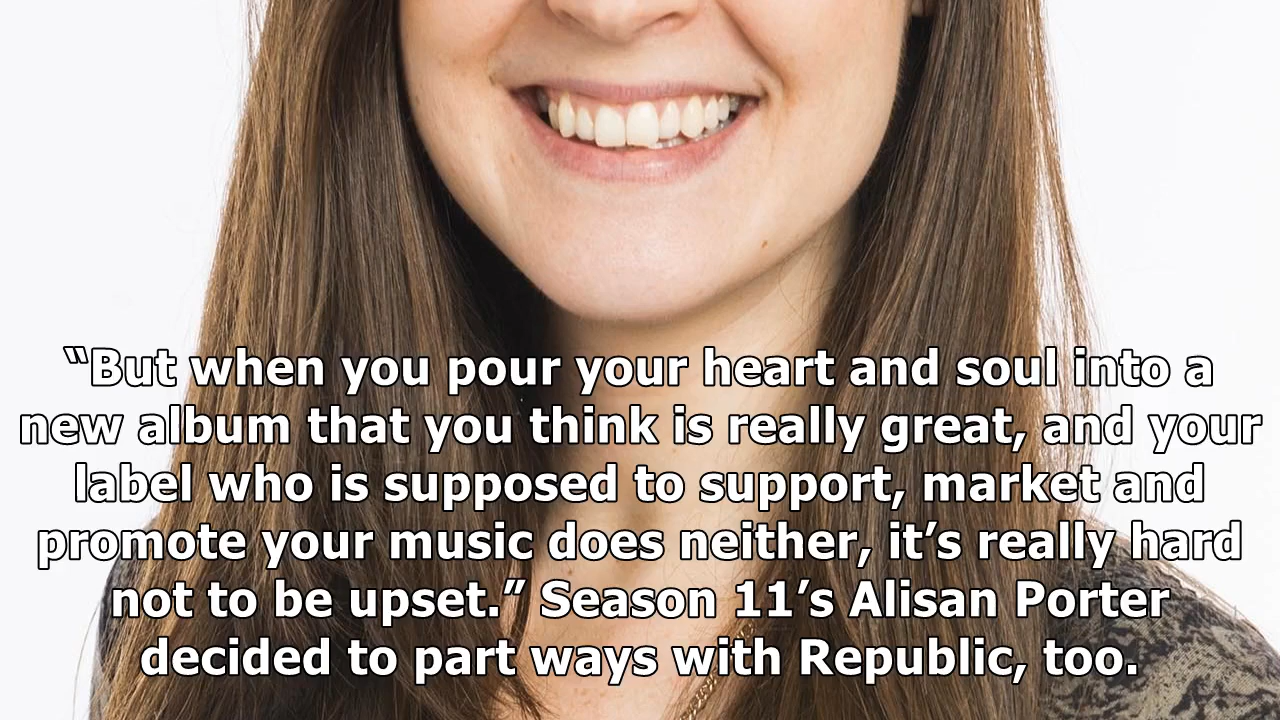 “But when you pour your heart and soul into a
new album that you think is really great, and your
label who is supposed to support, market and
promote your music does neither, it’s really hard
not to be upset.” Season 11’s Alisan Porter
decided to part ways with Republic, too.